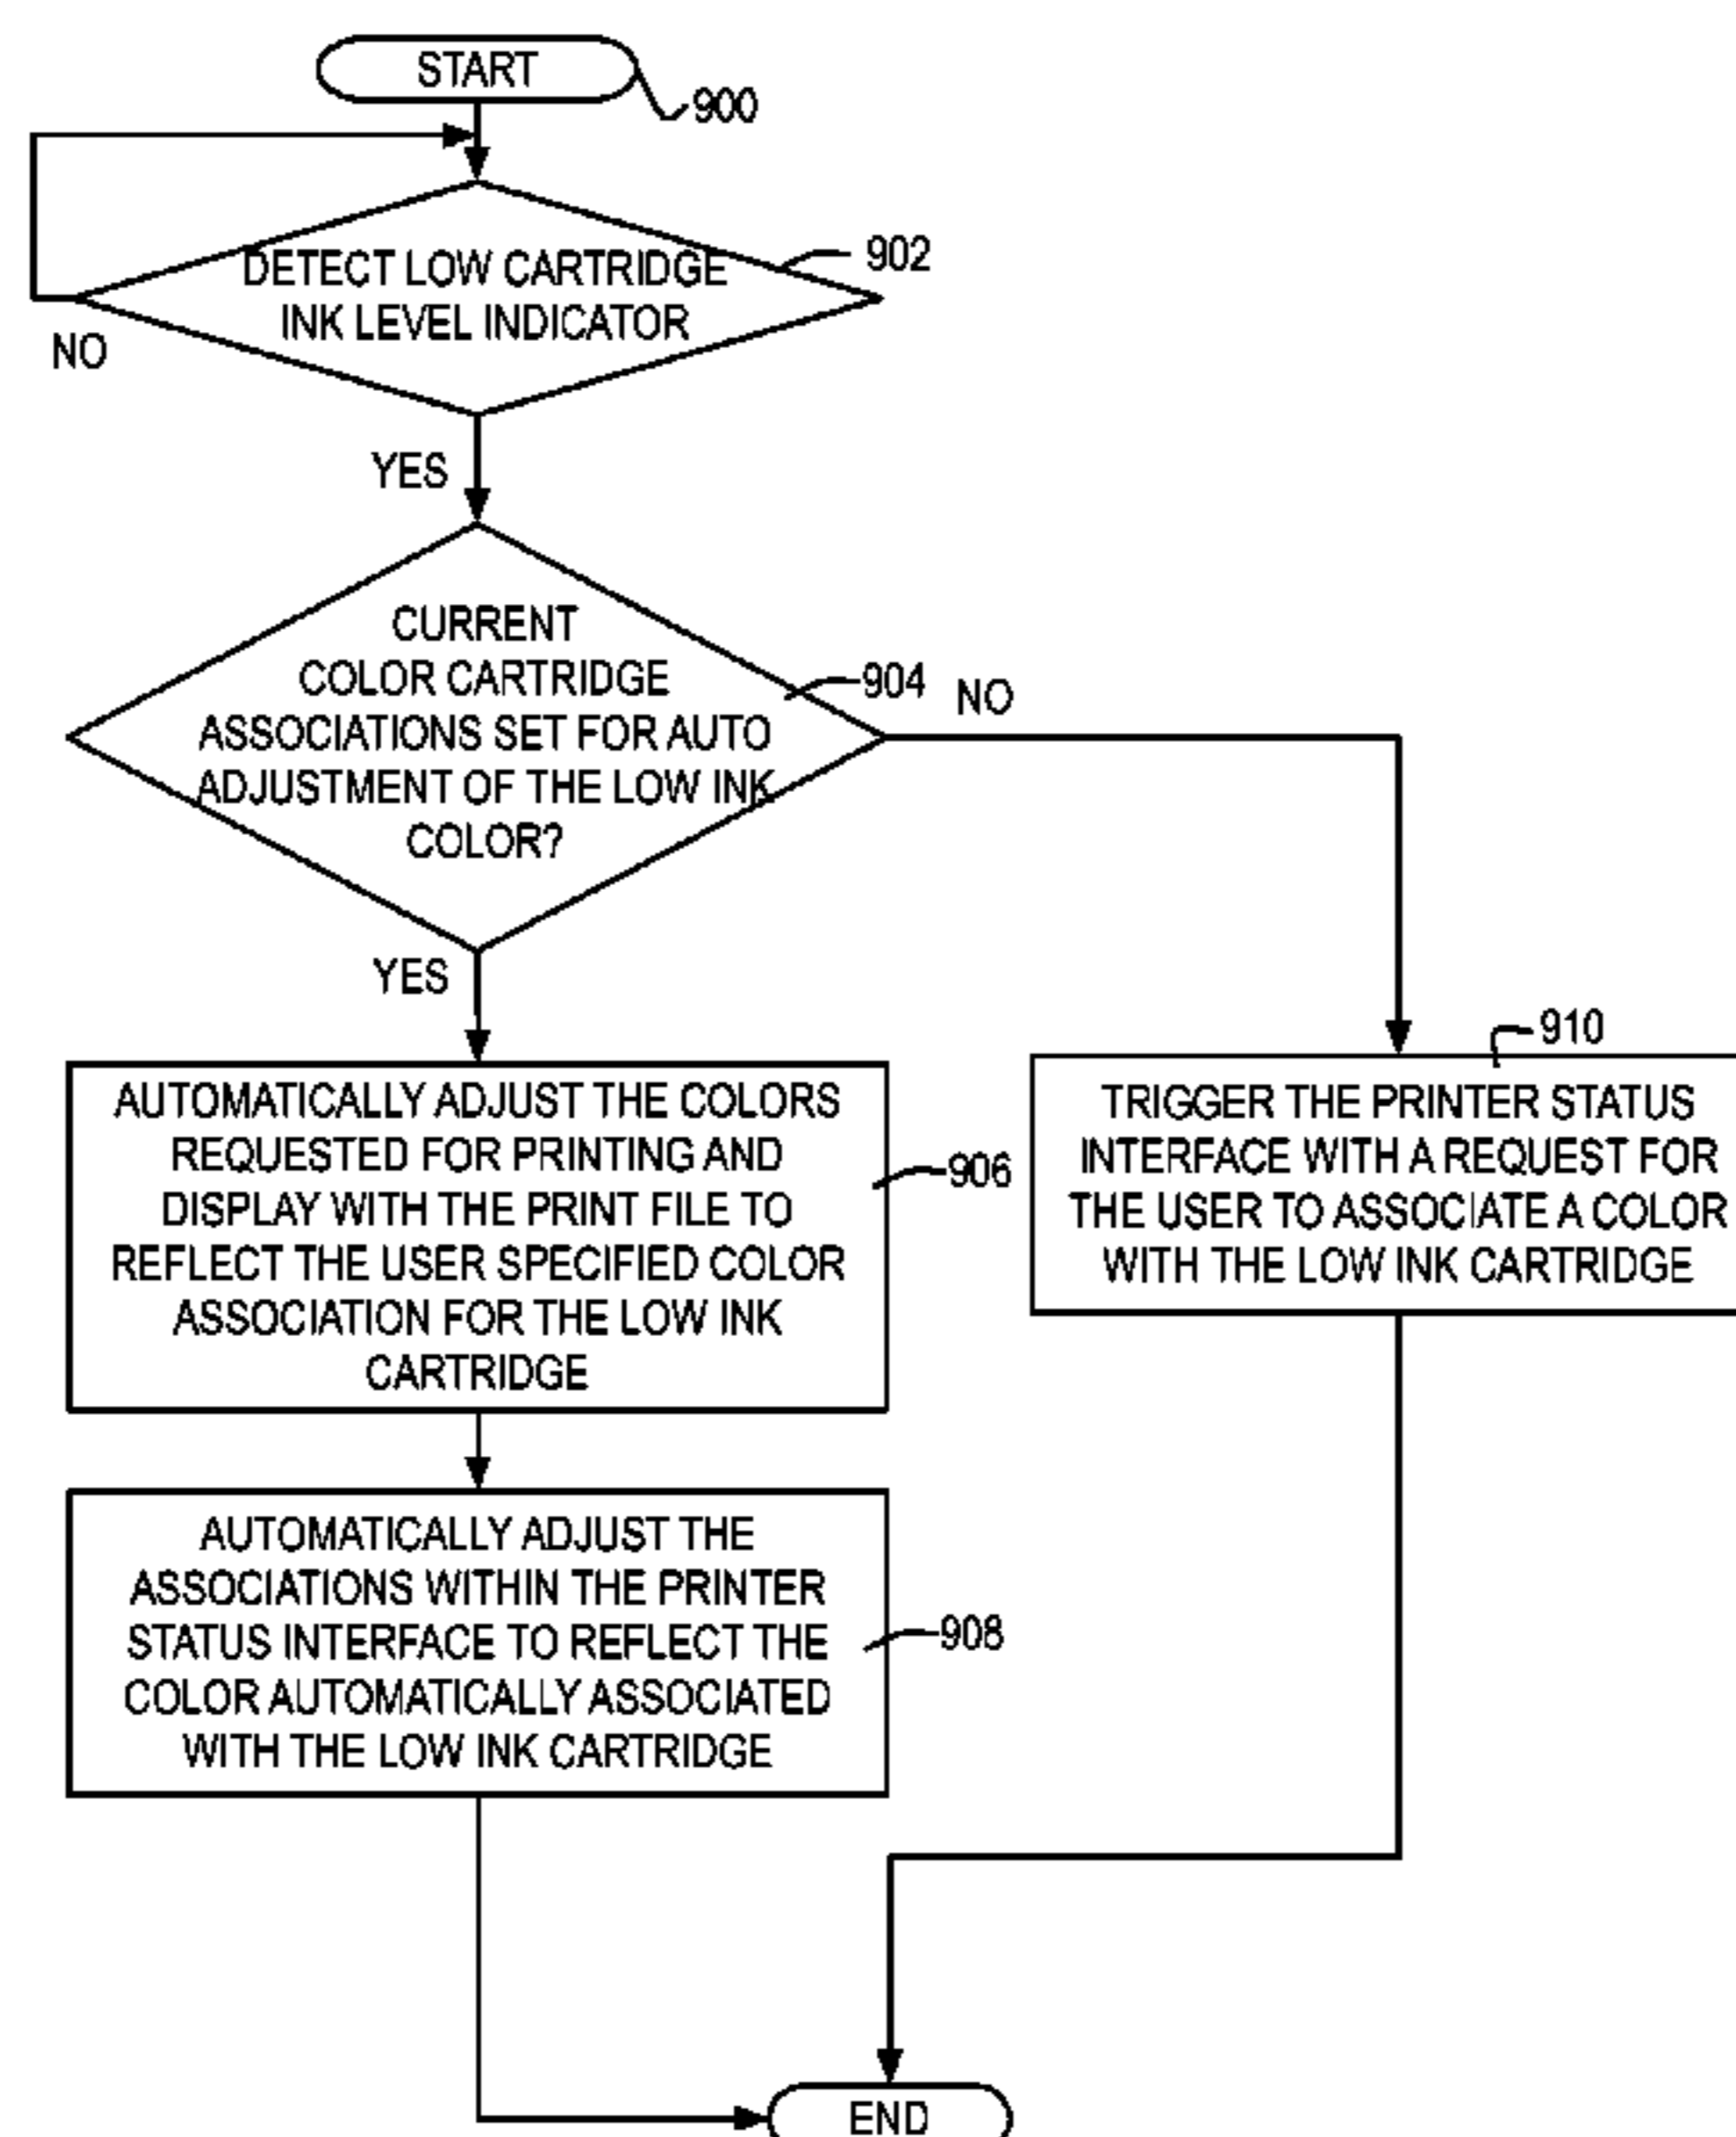 START
900
DETECT LOW CARTRIDGE
INK LEVEL INDICATOR
902
NO
YES
CURRENT
COLOR CARTRIDGE
ASSOCIATIONS SET FOR AUTO
ADJUSTMENT OF THE LOW INK
COLOR?
904
NO
YES
AUTOMATICALLY ADJUST THE COLORS
REQUESTED FOR PRINTING AND
DISPLAY WITH THE PRINT FILE TO
REFLECT THE USER SPECIFIED COLOR
ASSOCIATION FOR THE LOW INK
CARTRIDGE
906
910
TRIGGER THE PRINTER STATUS
INTERFACE WITH A REQUEST FOR
THE USER TO ASSOCIATE A COLOR
WITH THE LOW INK CARTRIDGE
AUTOMATICALLY ADJUST THE
ASSOCIATIONS WITHIN THE PRINTER
STATUS INTERFACE TO REFLECT THE
COLOR AUTOMATICALLY ASSOCIATED
WITH THE LOW INK CARTRIDGE
908
END